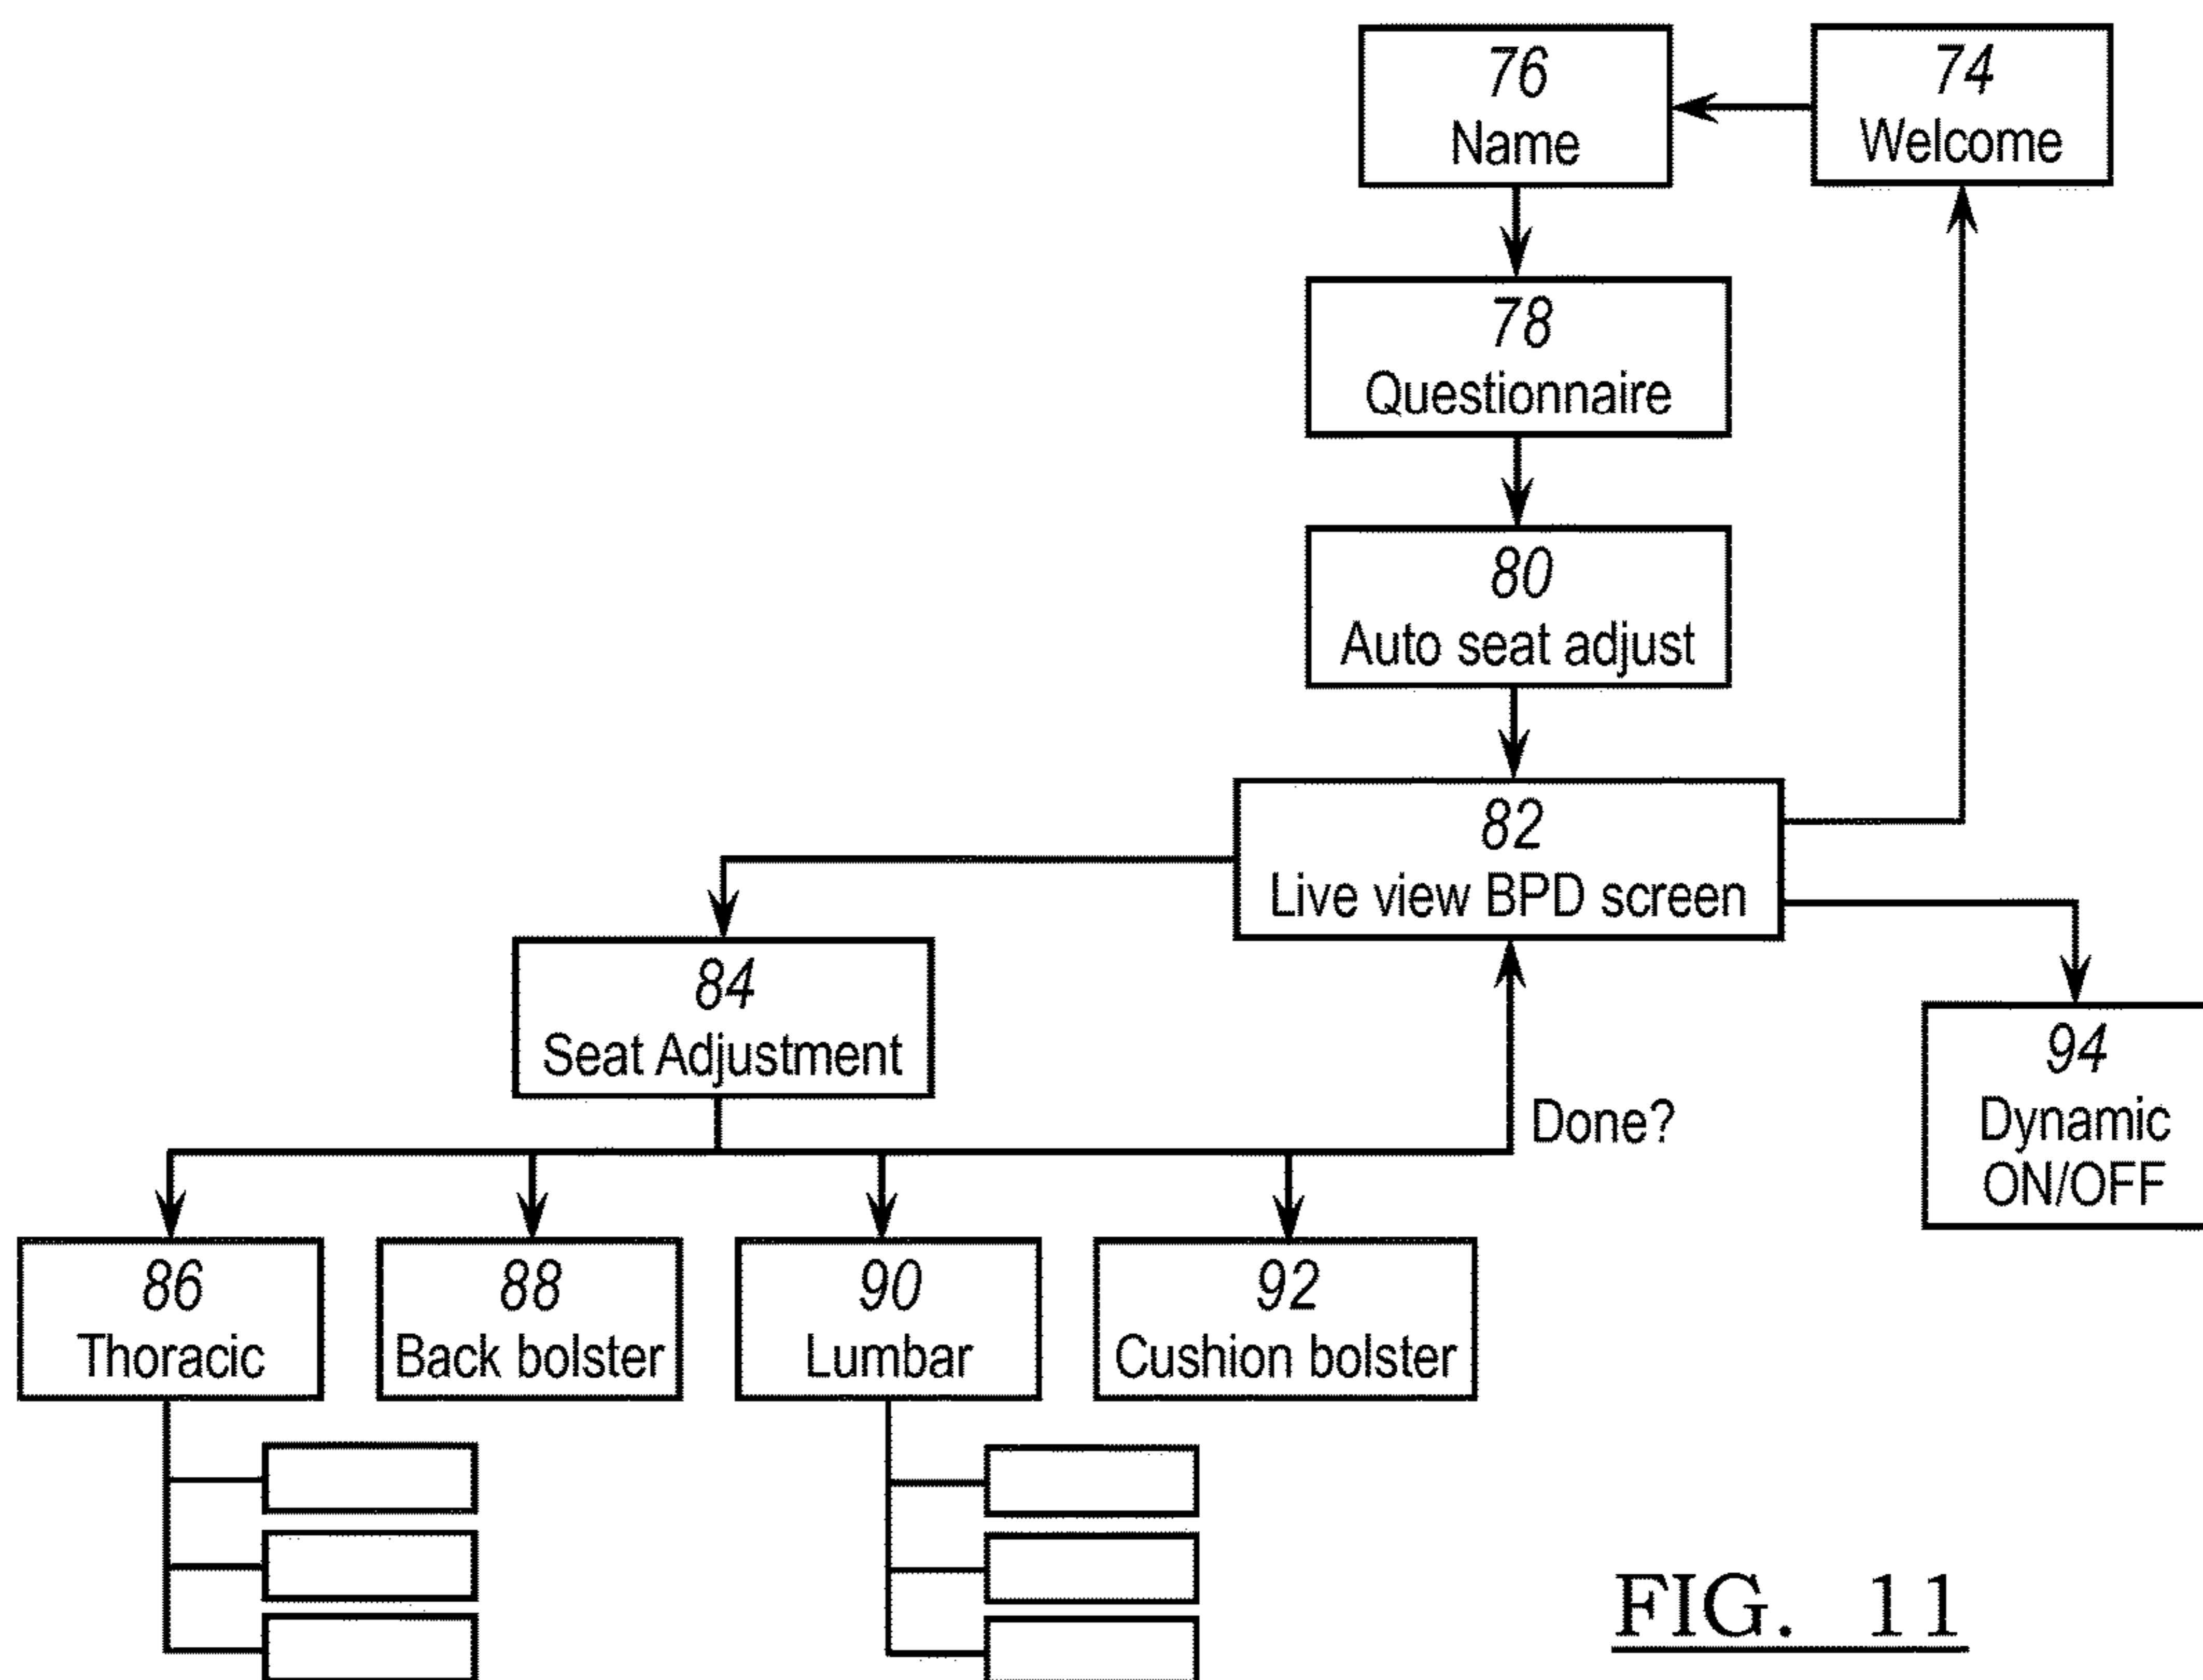 76
Name
74
Welcome
78
Questionnaire
80
Auto seat adjust
82
Live view BPD screen
84
Seat Adjustment
94
Dynamic
ON/OFF
Done?
86
Thoracic
88
Back bolster
90
Lumbar
92
Cushion bolster
FIG. 11